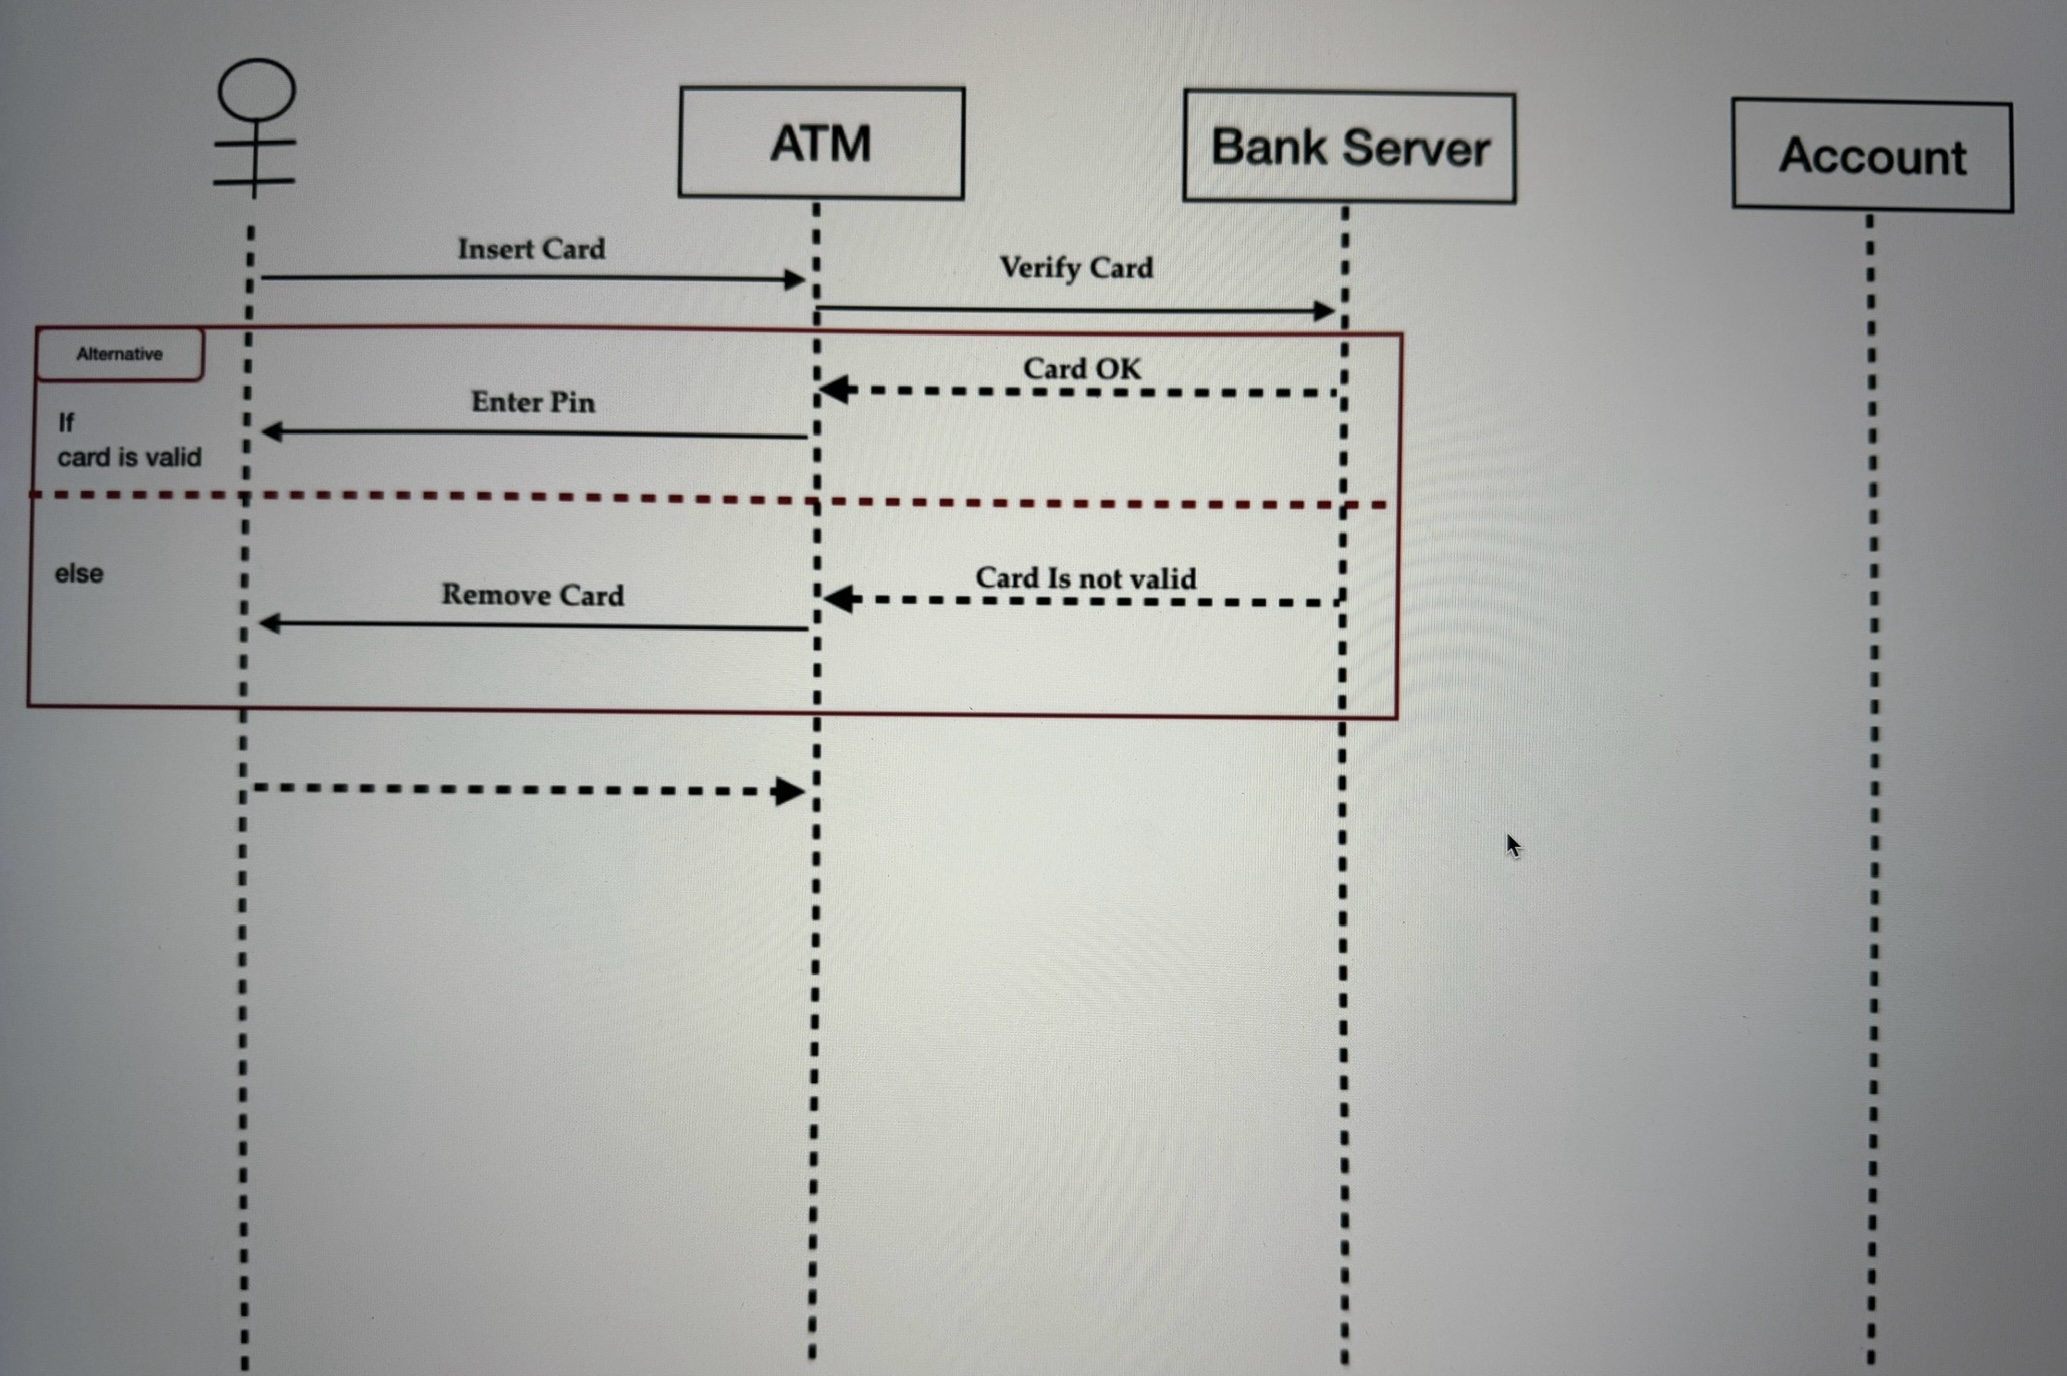 ATM
Bank Server
Account
Insert Card
Verify Card
Alternative
Card OK
Enter Pin
If
card is valid
else
Card Is not valid
Remove Card